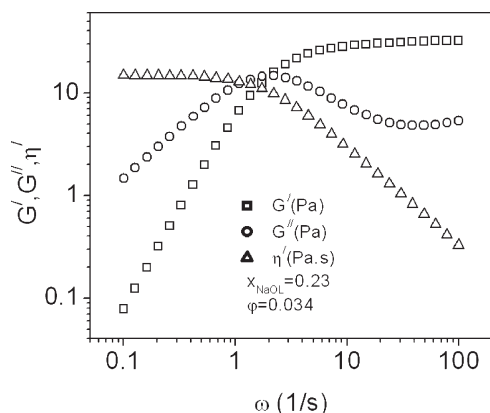 G′,G″,η′
10
1
0.1
G′(Pa)
G″(Pa)
η′(Pa.s)
xNaOL=0.23
φ=0.034
0.1 1 10 100
ω (1/s)